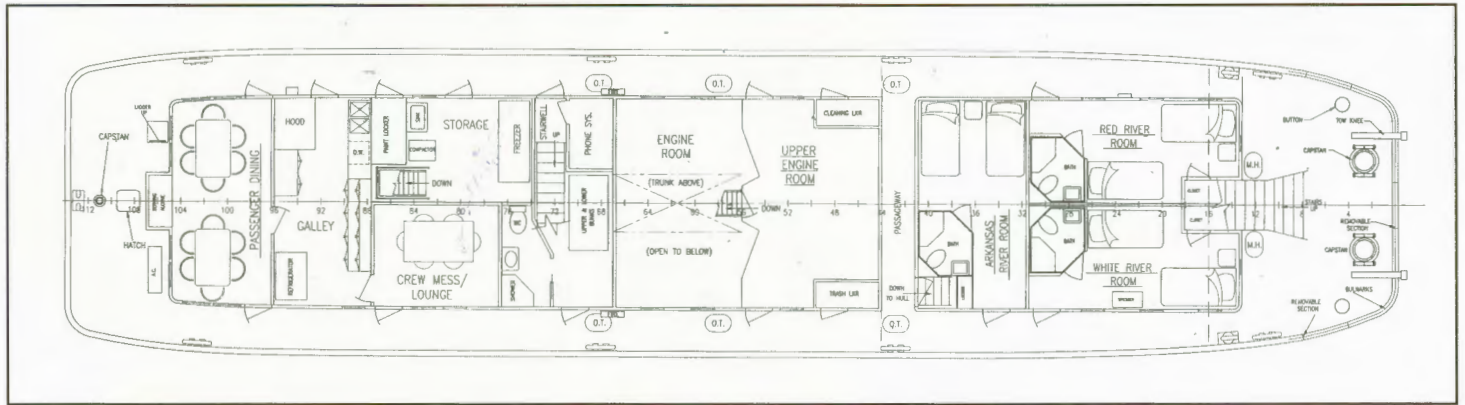 LADDER UP
CAPSTAN
112
108
HATCH
A.C.
104
100
PASSENGER DINING
96
92
HOOD
GALLEY
REFRIGERATOR
D.W.
88
PAINT LOCKER
SINK
COMPACTOR
STORAGE
FREEZER
DOWN
84
80
76
CREW MESS/
LOUNGE
STAIRWELL
UP
PHONE SYS.
72
68
UPPER & LOWER
BUNKS
SHOWER
O.T.
O.T.
O.T.
ENGINE
ROOM
(TRUNK ABOVE)
64
(OPEN TO BELOW)
DOWN
UPPER
ENGINE
ROOM
52
CLEANING LKR
TRASH LKR
O.T.
O.T.
O.T.
44
PASSAGEWAY
40
36
32
BATH
DOWN
TO HULL
ARKANSAS
RIVER ROOM
RED RIVER
ROOM
BATH
28
24
20
16
BATH
CLOSET
CLOSET
WHITE RIVER
ROOM
M.H.
12
M.H.
STAIRS
UP
BUTTON
TOW KNEE
CAPSTAN
4
REMOVABLE
SECTION
CAPSTAN
BULWARKS
REMOVABLE
SECTION